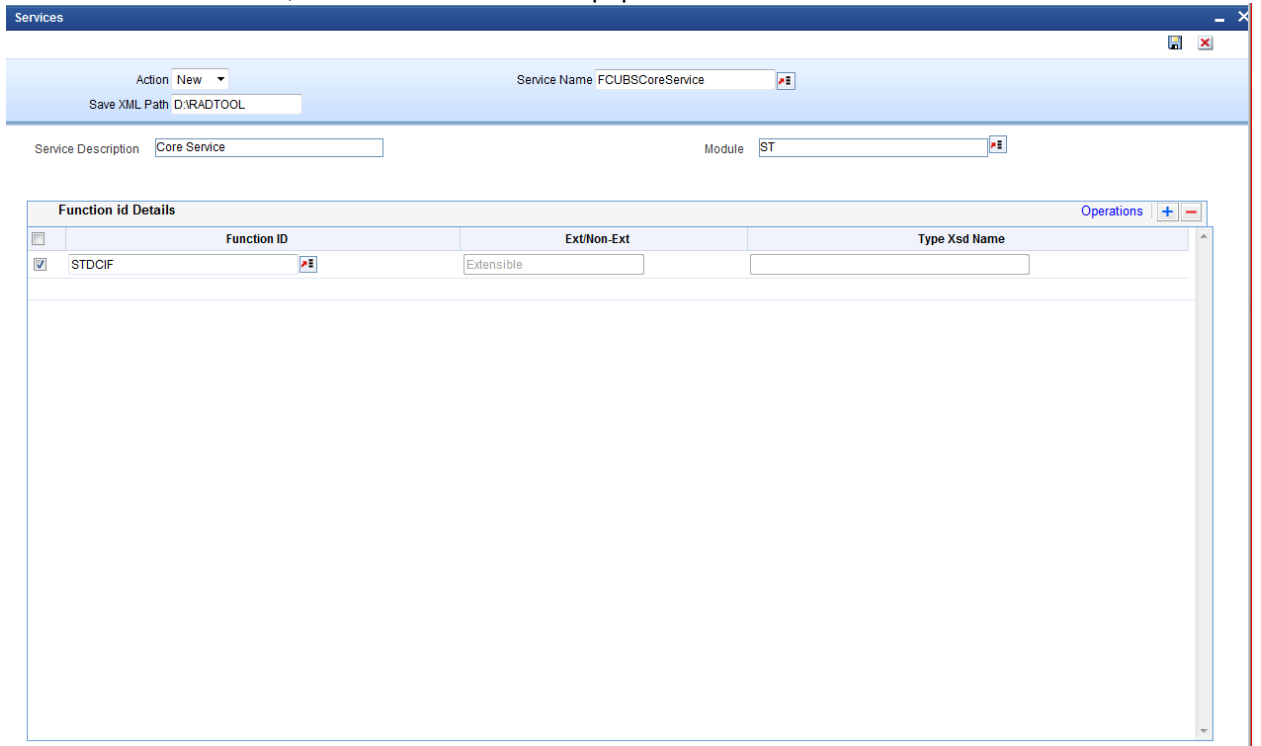 Services
Action New
Service Name FCUBSCoreService
Save XML Path D:\RADTOOL
Service Description Core Service
Module ST
Function id Details
Operations
Function ID Ext/Non-Ext Type Xsd Name
STDCIF Extensible